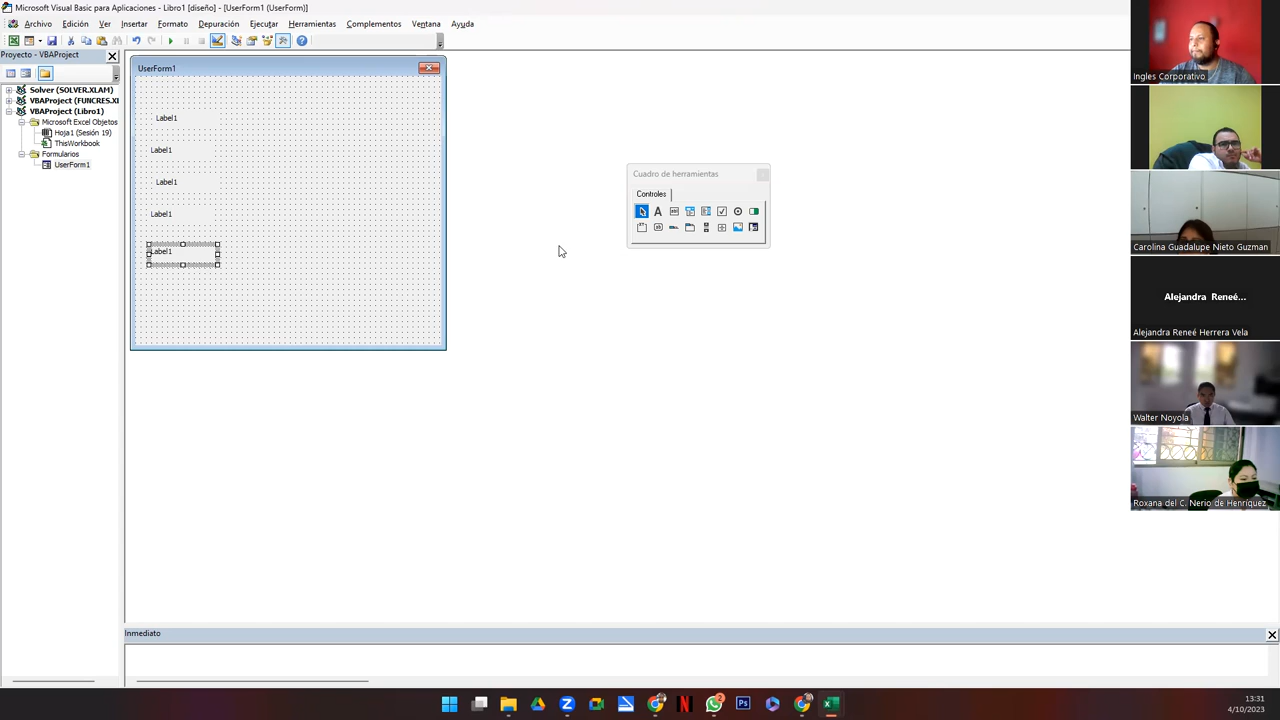 Microsoft Visual Basic para Aplicaciones - Libro1 [diseño] - [UserForm1 (UserForm)]
Archivo Edición Ver Insertar Formato Depuración Ejecutar Herramientas Complementos Ventana Ayuda
Proyecto - VBAProject
Solver (SOLVER.XLAM)
VBAProject (FUNCRES.XI
VBAProject (Libro1)
Microsoft Excel Objetos
Hoja1 (Sesión 19)
ThisWorkbook
Formularios
UserForm1
UserForm1
Label1
Label1
Label1
Label1
Label1
Cuadro de herramientas
Controles
Inmediato
Ingles Corporativo
Carolina Guadalupe Nieto Guzman
Alejandra Reneé...
Alejandra Reneé Herrera Vela
Walter Noyola
Roxana del C. Nerio de Henríquez
13:31
4/10/2023